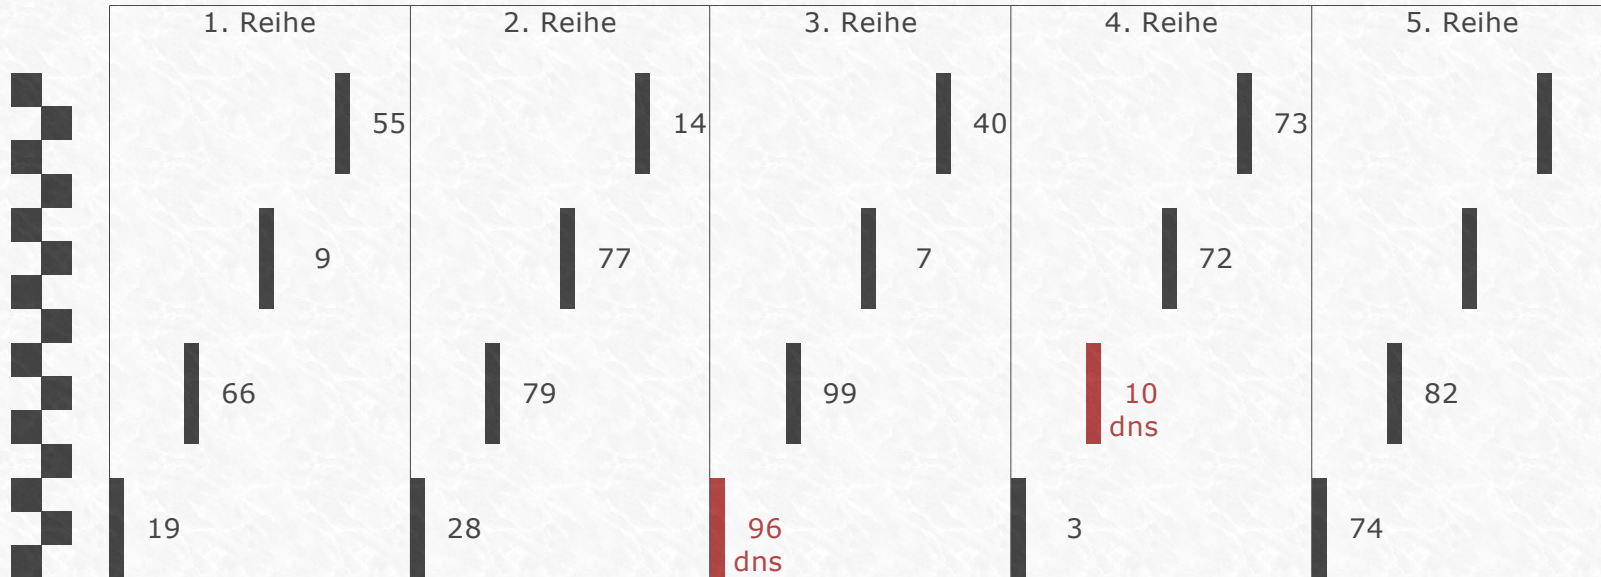 1. Reihe 2. Reihe 3. Reihe 4. Reihe 5. Reihe
55 14 40 73
9 77 7 72
66 79 99 10 82
dns
19 28 96 3 74
dns